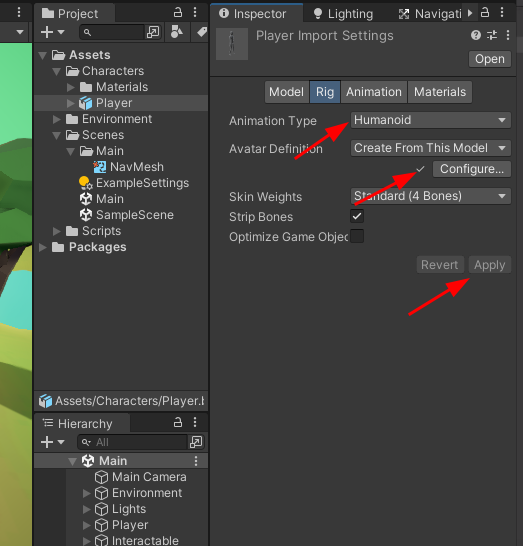 Project
Assets
Characters
Materials
Player
Environment
Scenes
Main
NavMesh
ExampleSettings
Main
SampleScene
Scripts
Packages
Assets/Characters/Player.
Hierarchy
All
Main
Main Camera
Environment
Lights
Player
Interactable
Inspector
Lighting
Navigati
Player Import Settings
Open
Model
Rig
Animation
Materials
Animation Type
Humanoid
Avatar Definition
Create From This Model
Configure...
Skin Weights
Standard (4 Bones)
Strip Bones
Optimize Game Objec
Revert
Apply